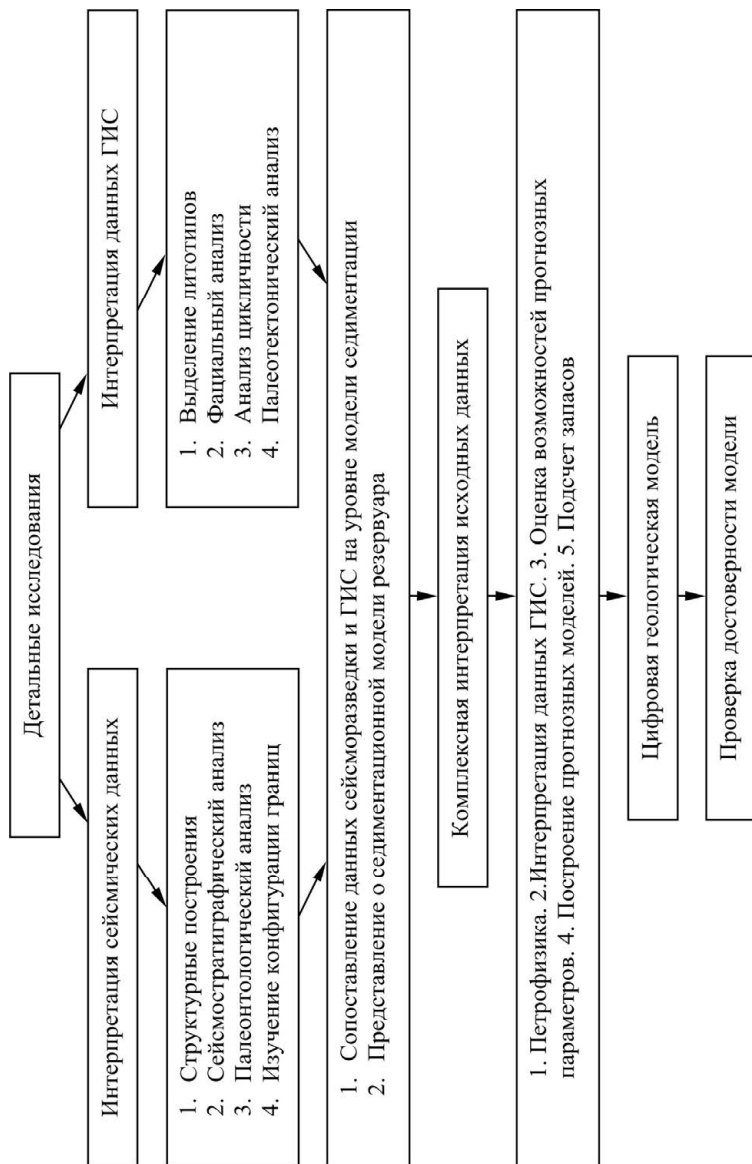 Детальные исследования
Интерпретация сейсмических данных
Интерпретация данных ГИС
1. Структурные построения
2. Сейсмостратиграфический анализ
3. Палеонтологический анализ
4. Изучение конфигурации границ
1. Выделение литотипов
2. Фациальный анализ
3. Анализ цикличности
4. Палеотектонический анализ
1. Сопоставление данных сейсморазведки и ГИС на уровне модели седиментации
2. Представление о седиментационной модели резервуара
Комплексная интерпретация исходных данных
1. Петрофизика. 2.Интерпретация данных ГИС. 3. Оценка возможностей прогнозных
параметров. 4. Построение прогнозных моделей. 5. Подсчет запасов
Цифровая геологическая модель
Проверка достоверности модели